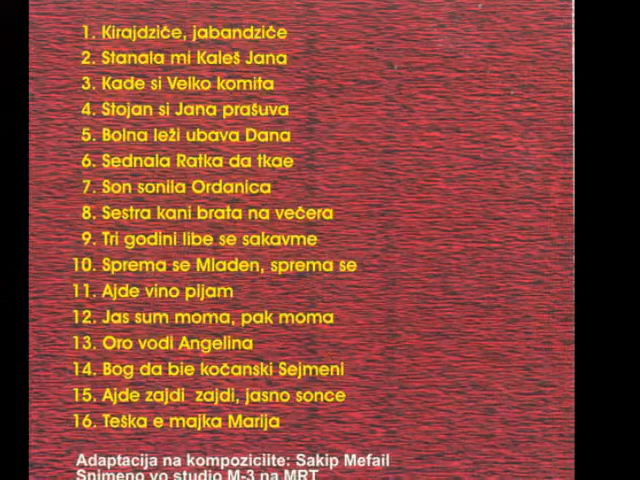 1. Kirajdziče, jabandziče
2. Stanala mi Kaleš Jana
3. Kade si Velko komita
4. Stojan si Jana prašuva
5. Bolna leži ubava Dana
6. Sednala Ratka da tkae
7. Son sonila Ordanica
8. Sestra kani brata na večera
9. Tri godini libe se sakavme
10. Sprema se Mladen, sprema se
11. Ajde vino pijam
12. Jas sum moma, pak moma
13. Oro vodi Angelina
14. Bog da bie kočanski Sejmeni
15. Ajde zajdi zajdi, jasno sonce
16. Teška e majka Marija
Adaptacija na kompoziciite: Sakip Mefail
Snimeno vo studio M-3 na MRT